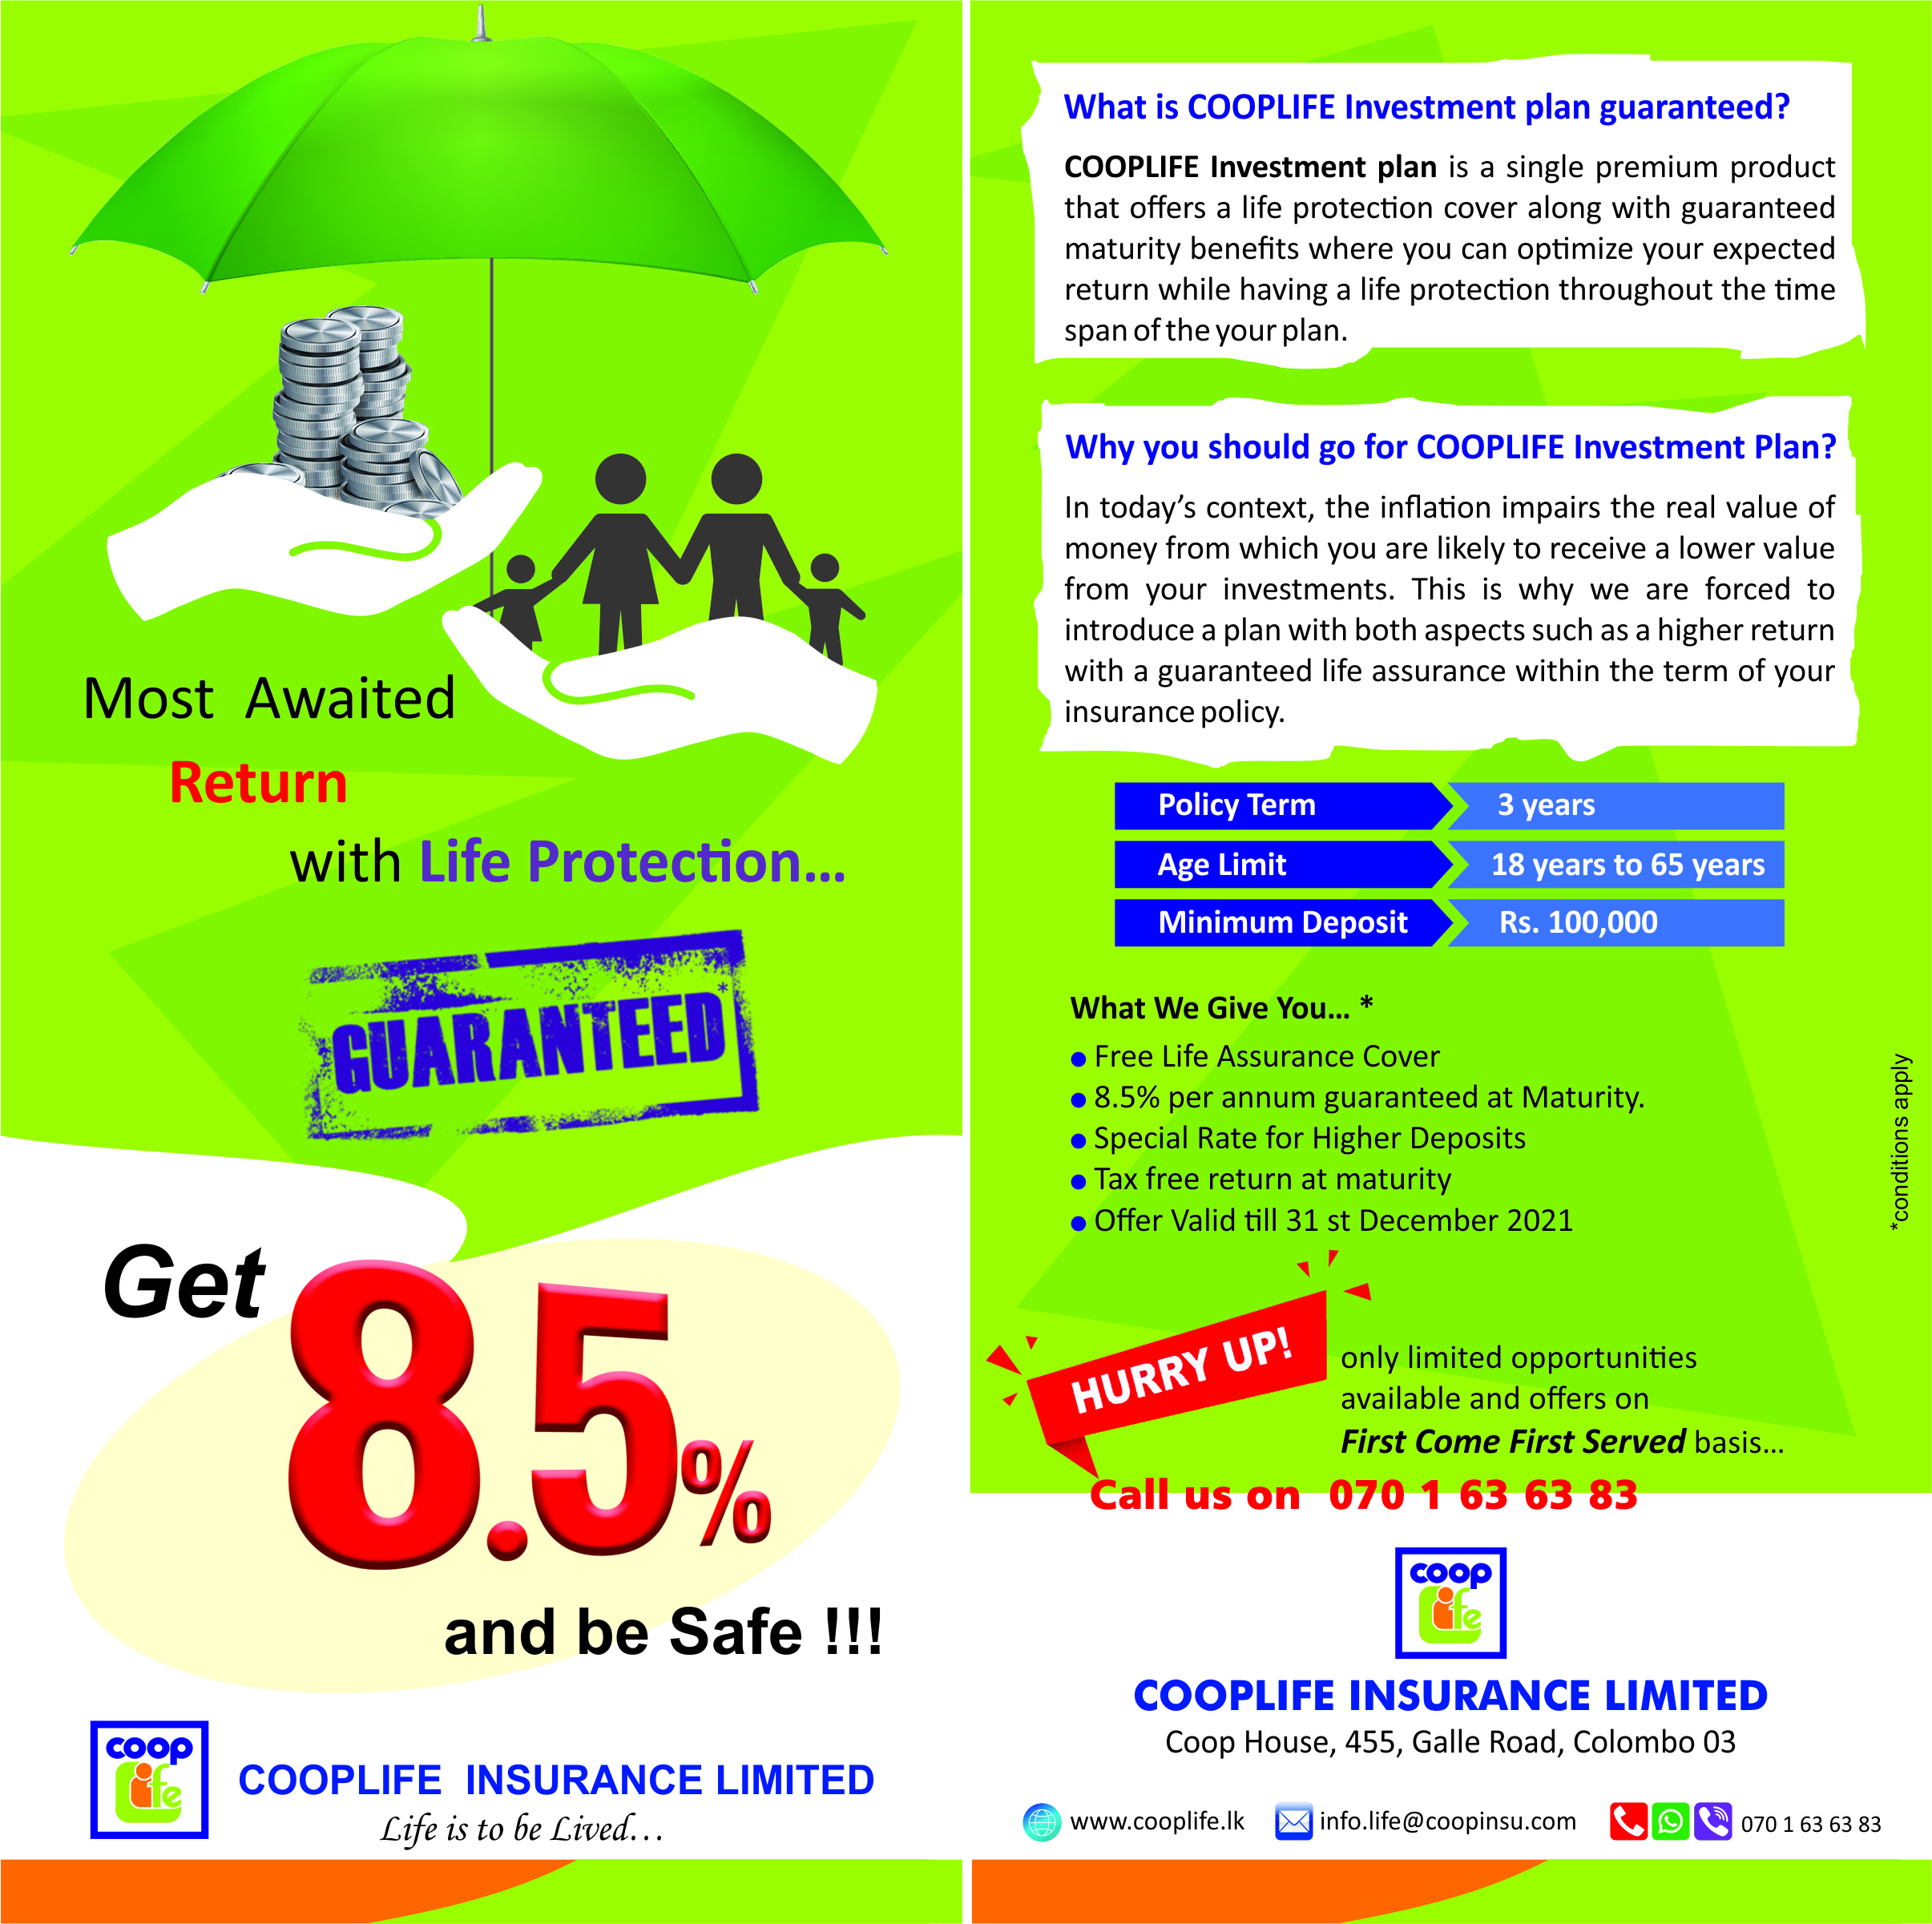 Most Awaited
Return
with Life Protection...
GUARANTEED*
Get
8.5%
and be Safe !!!
coop
life
COOPLIFE INSURANCE LIMITED
Life is to be Lived...
What is COOPLIFE Investment plan guaranteed?
COOPLIFE Investment plan is a single premium product
that offers a life protection cover along with guaranteed
maturity benefits where you can optimize your expected
return while having a life protection throughout the time
span of the your plan.
Why you should go for COOPLIFE Investment Plan?
In today's context, the inflation impairs the real value of
money from which you are likely to receive a lower value
from your investments. This is why we are forced to
introduce a plan with both aspects such as a higher return
with a guaranteed life assurance within the term of your
insurance policy.
Policy Term 3 years
Age Limit 18 years to 65 years
Minimum Deposit Rs. 100,000
What We Give You... *
● Free Life Assurance Cover
● 8.5% per annum guaranteed at Maturity.
● Special Rate for Higher Deposits
● Tax free return at maturity
● Offer Valid till 31 st December 2021
*conditions apply
HURRY UP!
only limited opportunities
available and offers on
First Come First Served basis...
Call us on 070 1 63 63 83
coop
life
COOPLIFE INSURANCE LIMITED
Coop House, 455, Galle Road, Colombo 03
www.cooplife.lk info.life@coopinsu.com 070 1 63 63 83